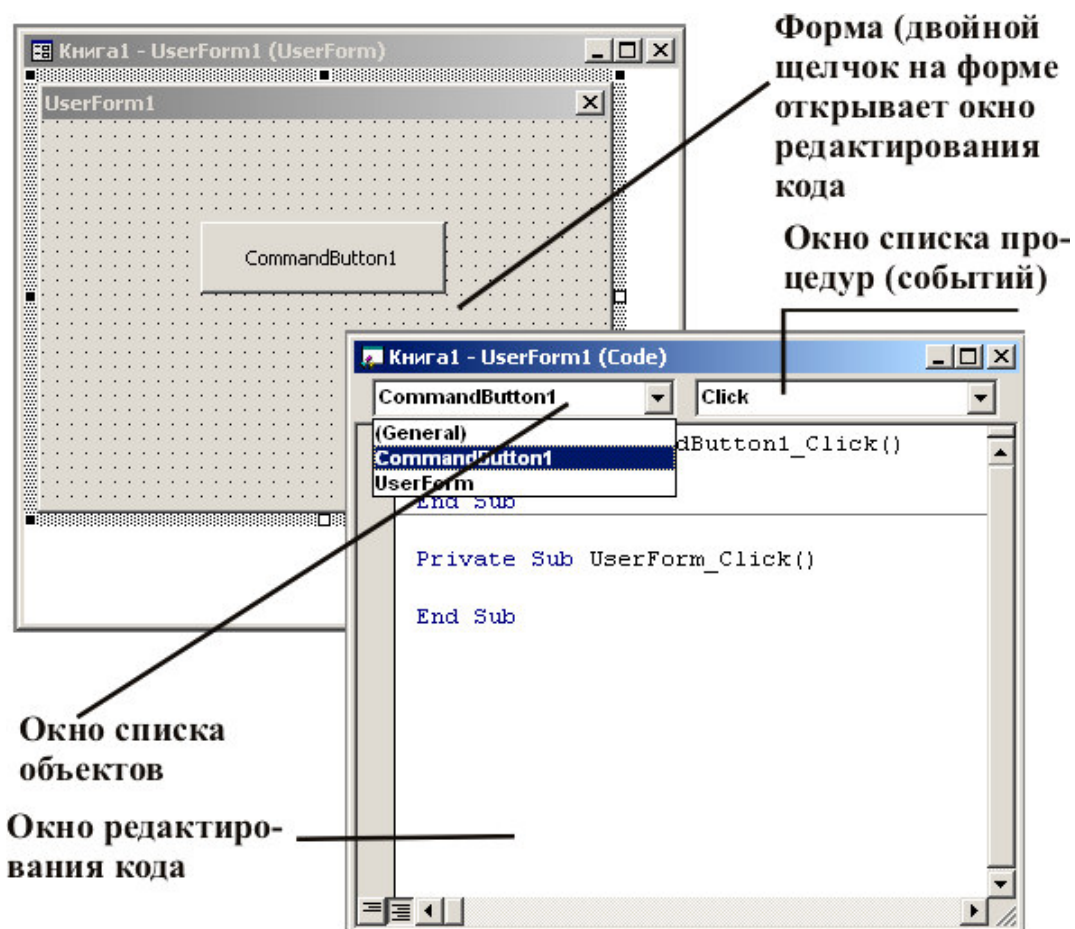 Форма (двойной
щелчок на форме
открывает окно
редактирования
кода
Окно списка про-
цедур (событий)
Книга1 - UserForm1 (UserForm)
UserForm1
CommandButton1
Книга1 - UserForm1 (Code)
CommandButton1
Click
(General)
CommandButton1
UserForm
dButton1_Click()
End Sub
Private Sub UserForm_Click()
End Sub
Окно списка
объектов
Окно редактиро-
вания кода